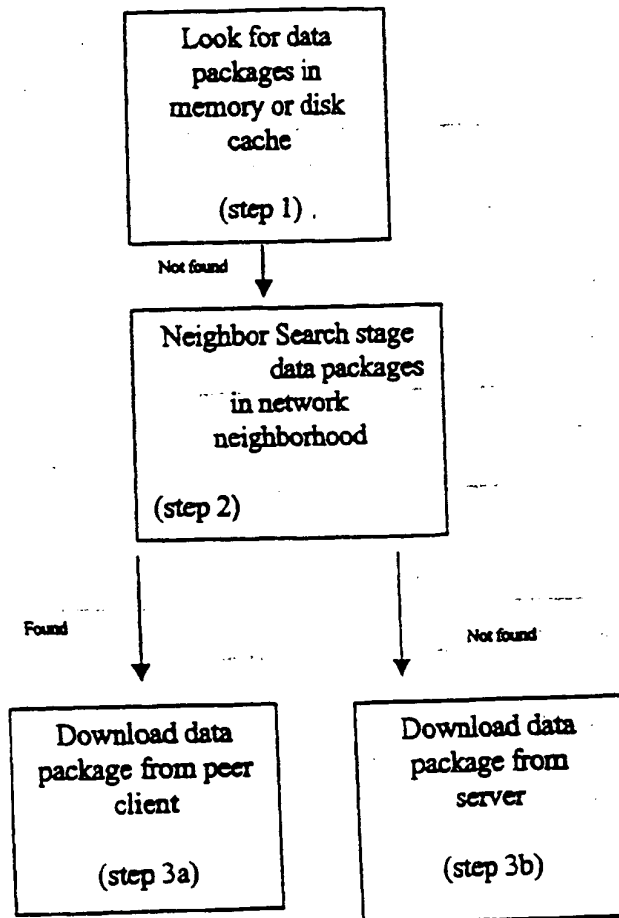 Look for data
packages in
memory or disk
cache
(step 1) .
Not found
Neighbor Search stage
data packages
in network
neighborhood
(step 2)
Found
Not found
Download data
package from peer
client
(step 3a)
Download data
package from
server
(step 3b)